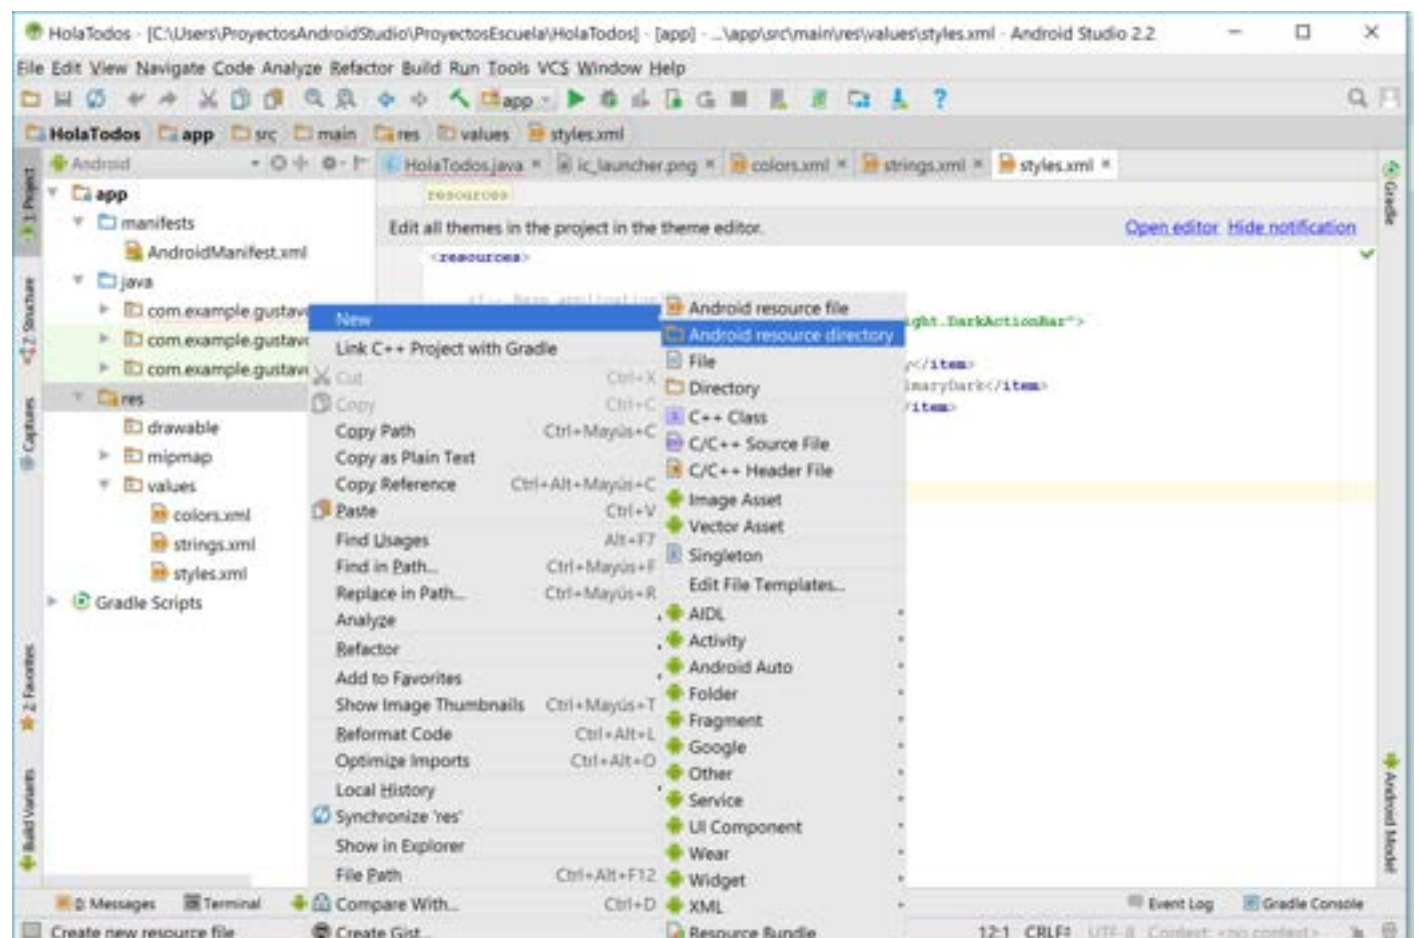 HolaTodos - [C:\Users\ProyectosAndroidStudio\ProyectosEscuela\HolaTodos] - [app] - ...\app\src\main\res\values\styles.xml - Android Studio 2.2
File Edit View Navigate Code Analyze Refactor Build Run Tools VCS Window Help
app
HolaTodos app src main res values styles.xml
Android
HolaTodos.java ic_launcher.png colors.xml strings.xml styles.xml
1: Project
Gradle
app
resources
manifests
Edit all themes in the project in the theme editor.
Open editor Hide notification
AndroidManifest.xml
<resources>
java
<!-- Base application
com.example.gustavo
ight.DarkActionBar">
com.example.gustavo
com.example.gustav
y</item>
imaryDark</item>
/item>
res
drawable
mipmap
values
colors.xml
strings.xml
styles.xml
Gradle Scripts
7: Structure
Captures
2: Favorites
Build Variants
New
Link C++ Project with Gradle
Cut Ctrl+X
Copy Ctrl+C
Copy Path Ctrl+Mayús+C
Copy as Plain Text
Copy Reference Ctrl+Alt+Mayús+C
Paste Ctrl+V
Find Usages Alt+F7
Find in Path... Ctrl+Mayús+F
Replace in Path... Ctrl+Mayús+R
Analyze
Refactor
Add to Favorites
Show Image Thumbnails Ctrl+Mayús+T
Reformat Code Ctrl+Alt+L
Optimize Imports Ctrl+Alt+O
Local History
Synchronize 'res'
Show in Explorer
File Path Ctrl+Alt+F12
Compare With... Ctrl+D
Create Gist...
Android resource file
Android resource directory
File
Directory
C++ Class
C/C++ Source File
C/C++ Header File
Image Asset
Vector Asset
Singleton
Edit File Templates...
AIDL
Activity
Android Auto
Folder
Fragment
Google
Other
Service
UI Component
Wear
Widget
XML
Resource Bundle
Android Model
0: Messages Terminal
Event Log Gradle Console
Create new resource file
12:1 CRLF UTF-8 Context: <no context>